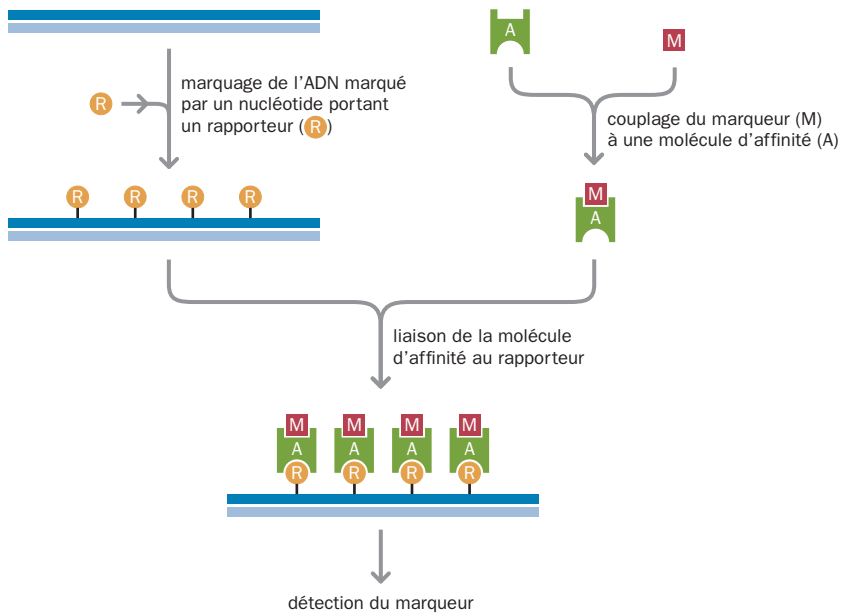 A
M
marquage de l'ADN marqué
par un nucléotide portant
un rapporteur (R)
R
couplage du marqueur (M)
à une molécule d'affinité (A)
R R R R
M
A
liaison de la molécule
d'affinité au rapporteur
M M M M
A A A A
R R R R
détection du marqueur